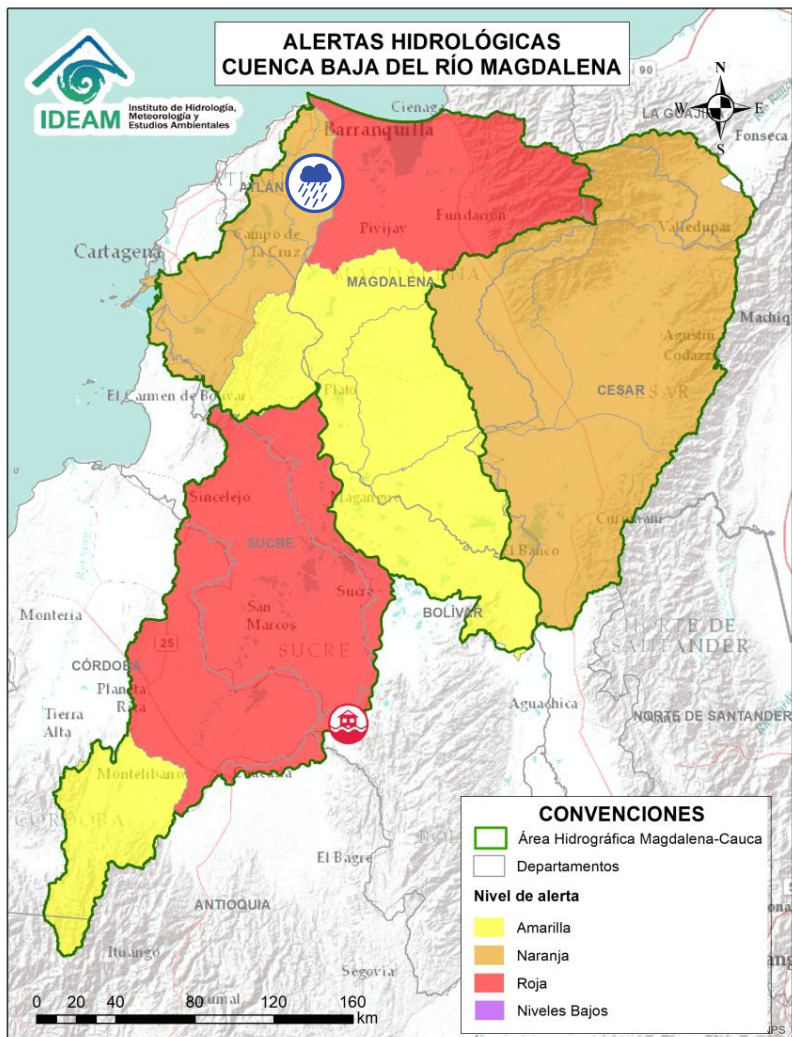 ALERTAS HIDROLÓGICAS
CUENCA BAJA DEL RÍO MAGDALENA
IDEAM
Instituto de Hidrología,
Meteorología y
Estudios Ambientales
90
N
W
E
S
Cienaga
LA GUAJIRA
Fonseca
Barranquilla
Pivijay
Fundación
Valledupar
Cartagena
Campo de
la Cruz
MAGDALENA
Agustín
Codazzi
CESAR
El Carmen de Bolívar
Plato
Sincelejo
Magangué
SUCRE
Sucre
El Banco
BOLÍVAR
San
Marcos
SUCRE
Montería
25
CÓRDOBA
Planeta
Rica
NORTE DE
SANTANDER
Tierra
Alta
Aguachica
NORTE DE SANTANDER
Montelibano
El Bagre
ANTIOQUIA
Ituango
Segovia
CONVENCIONES
Área Hidrográfica Magdalena-Cauca
Departamentos
Nivel de alerta
Amarilla
Naranja
Roja
Niveles Bajos
0 20 40 80 120 160
km